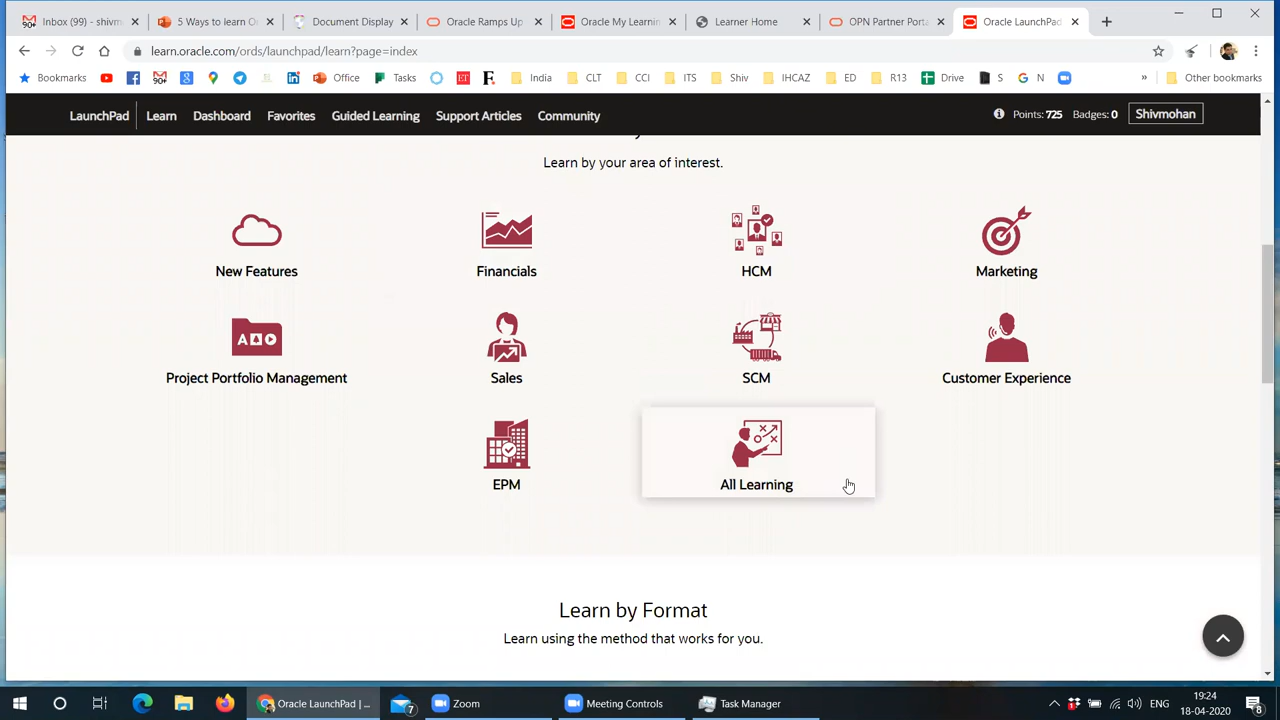 Inbox (99) - shivm
5 Ways to learn O
Document Display
Oracle Ramps Up
Oracle My Learnin
Learner Home
OPN Partner Porta
Oracle LaunchPad
learn.oracle.com/ords/launchpad/learn?page=index
Bookmarks
Office
Tasks
India
CLT
CCI
ITS
Shiv
IHCAZ
ED
R13
Drive
S
N
»
Other bookmarks
LaunchPad
Learn
Dashboard
Favorites
Guided Learning
Support Articles
Community
Points: 725
Badges: 0
Shivmohan
Learn by your area of interest.
New Features
Financials
HCM
Marketing
Project Portfolio Management
Sales
SCM
Customer Experience
EPM
All Learning
Learn by Format
Learn using the method that works for you.
Oracle LaunchPad | ...
7
Zoom
Meeting Controls
Task Manager
ENG
19:24
18-04-2020
8